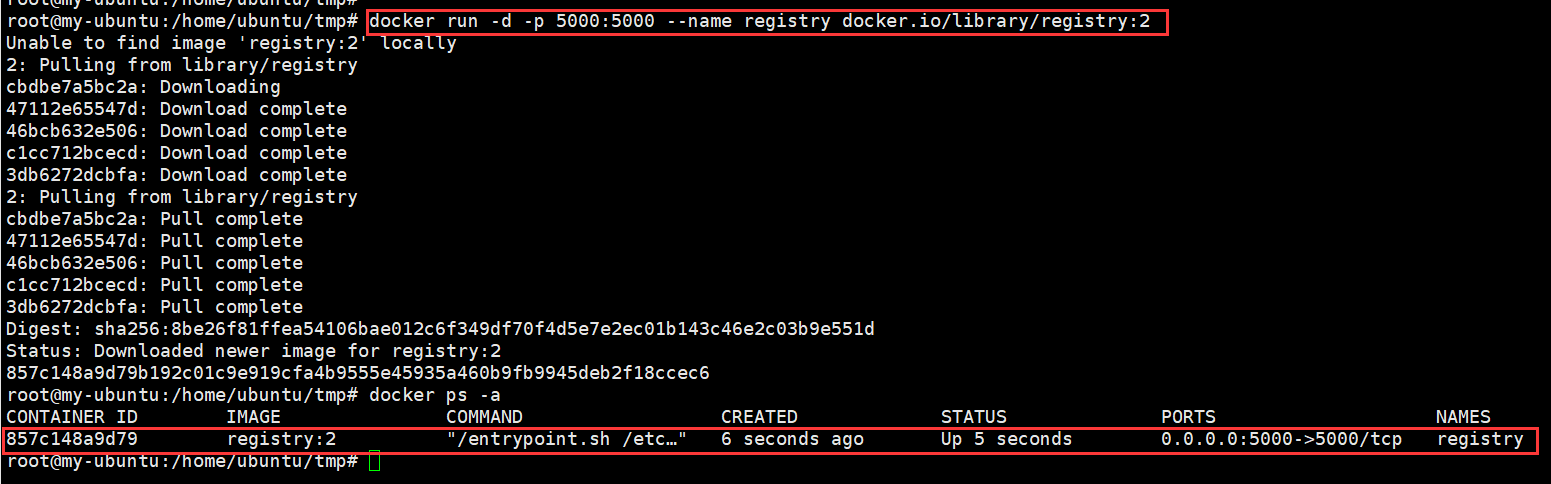 root@my-ubuntu:/home/ubuntu/tmp#
root@my-ubuntu:/home/ubuntu/tmp# docker run -d -p 5000:5000 --name registry docker.io/library/registry:2
Unable to find image 'registry:2' locally
2: Pulling from library/registry
cbdbe7a5bc2a: Downloading
47112e65547d: Download complete
46bcb632e506: Download complete
c1cc712bcecd: Download complete
3db6272dcbfa: Download complete
2: Pulling from library/registry
cbdbe7a5bc2a: Pull complete
47112e65547d: Pull complete
46bcb632e506: Pull complete
c1cc712bcecd: Pull complete
3db6272dcbfa: Pull complete
Digest: sha256:8be26f81ffea54106bae012c6f349df70f4d5e7e2ec01b143c46e2c03b9e551d
Status: Downloaded newer image for registry:2
857c148a9d79b192c01c9e919cfa4b9555e45935a460b9fb9945deb2f18ccec6
root@my-ubuntu:/home/ubuntu/tmp# docker ps -a
CONTAINER ID IMAGE COMMAND CREATED STATUS PORTS NAMES
857c148a9d79 registry:2 "/entrypoint.sh /etc…" 6 seconds ago Up 5 seconds 0.0.0.0:5000->5000/tcp registry
root@my-ubuntu:/home/ubuntu/tmp#